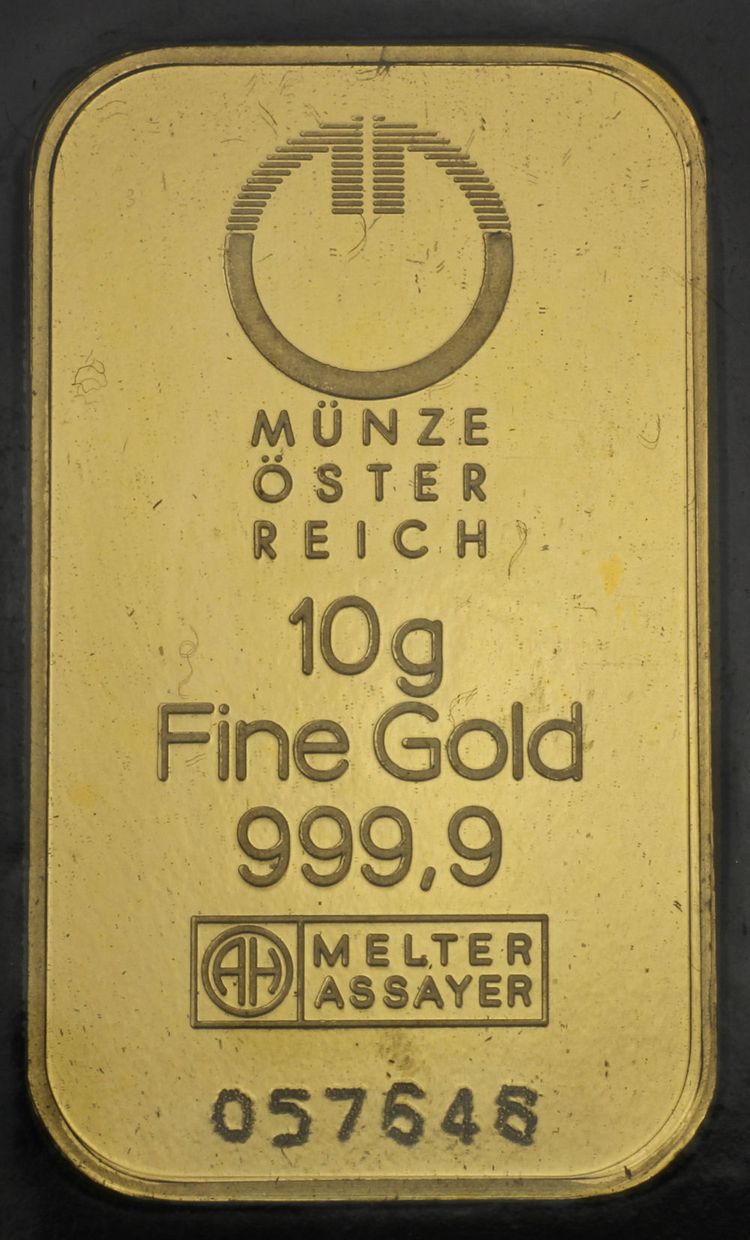 MÜNZE
ÖSTER
REICH
10g
Fine Gold
999,9
AH MELTER
ASSAYER
057648